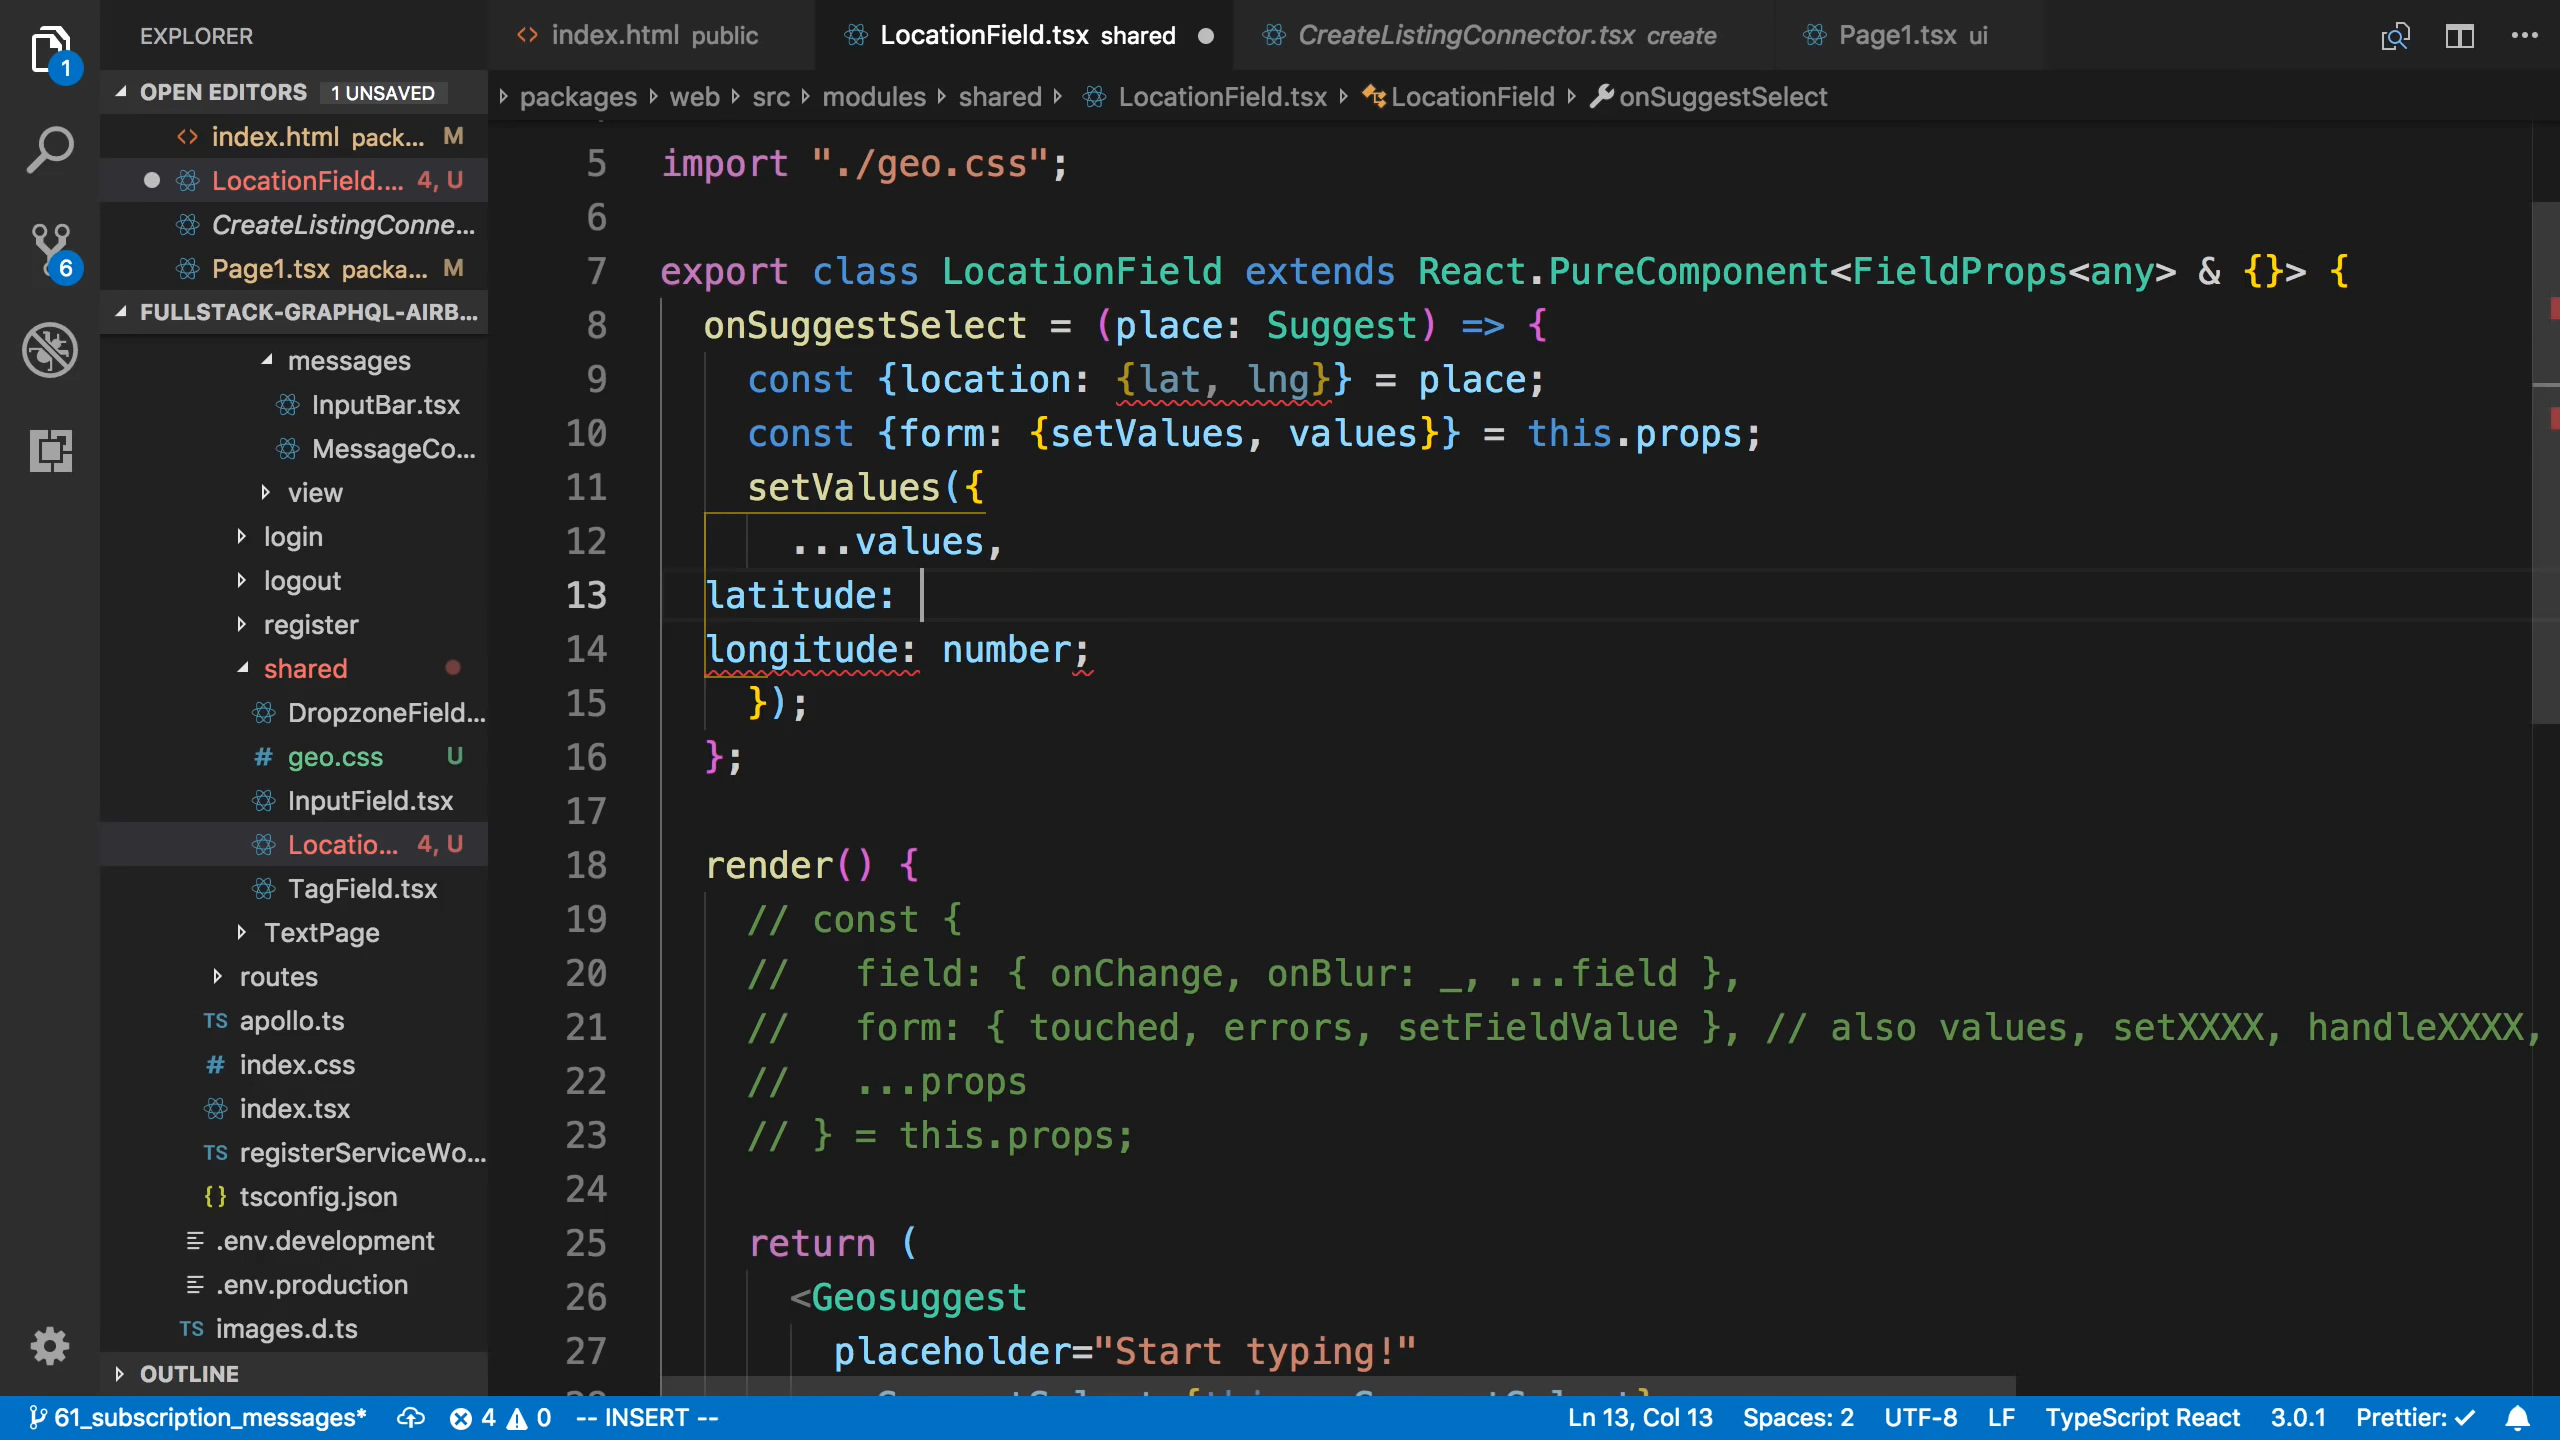 EXPLORER
index.html public
LocationField.tsx shared
CreateListingConnector.tsx create
Page1.tsx ui
1
OPEN EDITORS 1 UNSAVED
packages web src modules shared LocationField.tsx LocationField onSuggestSelect
index.html pack... M
LocationField.... 4, U
CreateListingConne...
Page1.tsx packa... M
6
FULLSTACK-GRAPHQL-AIRB...
messages
InputBar.tsx
MessageCo...
view
login
logout
register
shared
DropzoneField...
geo.css U
InputField.tsx
Locatio... 4, U
TagField.tsx
TextPage
routes
apollo.ts
index.css
index.tsx
registerServiceWo...
tsconfig.json
.env.development
.env.production
images.d.ts
OUTLINE
5 import "./geo.css";
6
7 export class LocationField extends React.PureComponent<FieldProps<any> & {}> {
8 onSuggestSelect = (place: Suggest) => {
9 const {location: {lat, lng}} = place;
10 const {form: {setValues, values}} = this.props;
11 setValues({
12 ...values,
13 latitude:
14 longitude: number;
15 });
16 };
17
18 render() {
19 // const {
20 //   field: { onChange, onBlur: _, ...field },
21 //   form: { touched, errors, setFieldValue }, // also values, setXXXX, handleXXXX,
22 //   ...props
23 // } = this.props;
24
25 return (
26 <Geosuggest
27 placeholder="Start typing!"
61_subscription_messages* 4 0 -- INSERT -- Ln 13, Col 13 Spaces: 2 UTF-8 LF TypeScript React 3.0.1 Prettier: ✓